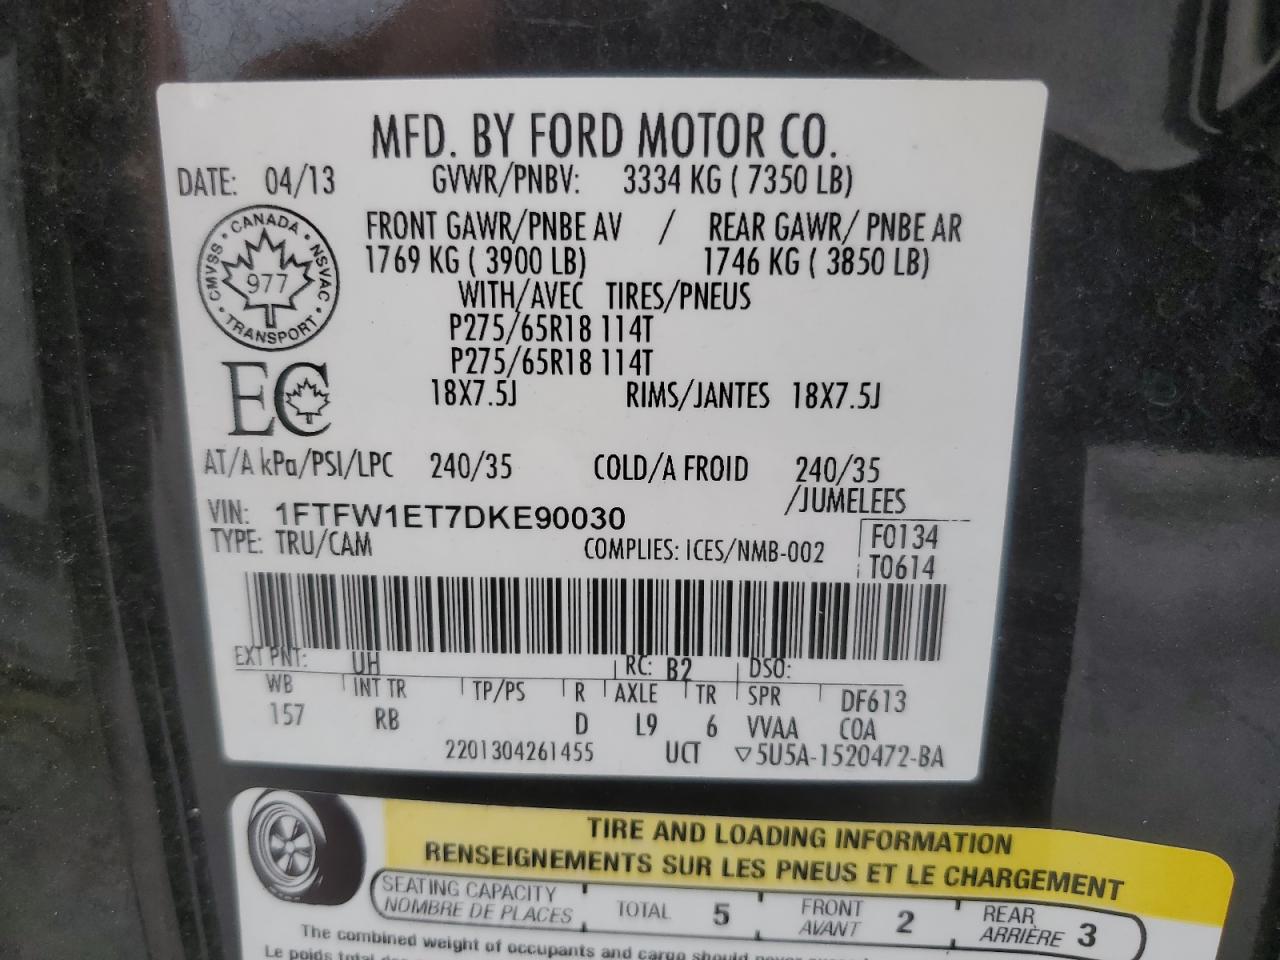 MFD. BY FORD MOTOR CO.
DATE: 04/13 GVWR/PNBV: 3334 KG ( 7350 LB)
FRONT GAWR/PNBE AV / REAR GAWR/ PNBE AR
1769 KG ( 3900 LB) 1746 KG ( 3850 LB)
WITH/AVEC TIRES/PNEUS
P275/65R18 114T
P275/65R18 114T
18X7.5J RIMS/JANTES 18X7.5J
CANADA · NSVAC · TRANSPORT · CMVSS ·
977
EC
AT/A kPa/PSI/LPC 240/35 COLD/A FROID 240/35
/JUMELEES
VIN: 1FTFW1ET7DKE90030
TYPE: TRU/CAM COMPLIES: ICES/NMB-002
F0134
T0614
EXT PNT: UH RC: B2 DSO:
WB INT TR TP/PS R AXLE TR SPR DF613
157 RB D L9 6 VVAA COA
2201304261455 UCT ▽5U5A-1520472-BA
TIRE AND LOADING INFORMATION
RENSEIGNEMENTS SUR LES PNEUS ET LE CHARGEMENT
SEATING CAPACITY
NOMBRE DE PLACES
TOTAL 5
FRONT
AVANT 2
REAR
ARRIÈRE 3
The combined weight of occupants and cargo should never
Le poids total